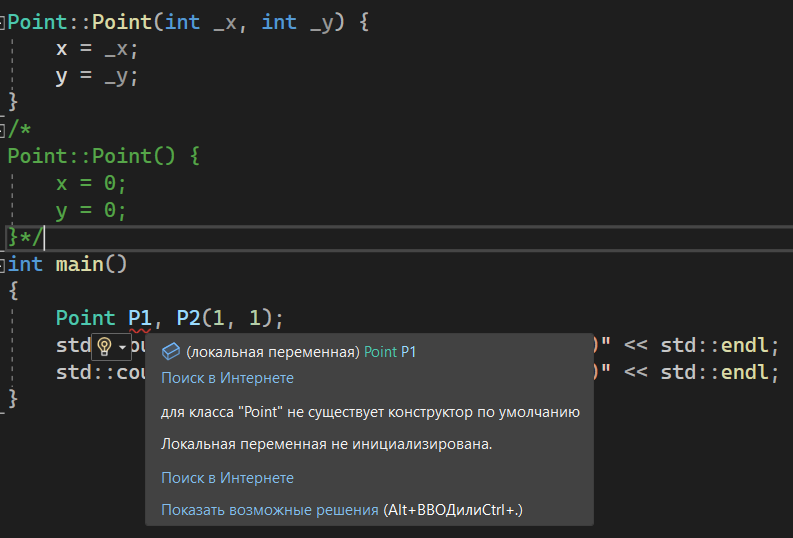 Point::Point(int _x, int _y) {
x = _x;
y = _y;
}
/*
Point::Point() {
x = 0;
y = 0;
}*/
int main()
{
Point P1, P2(1, 1);
std )" << std::endl;
std::cou )" << std::endl;
}
(локальная переменная) Point P1
Поиск в Интернете
для класса "Point" не существует конструктор по умолчанию
Локальная переменная не инициализирована.
Поиск в Интернете
Показать возможные решения (Alt+ВВОДилиCtrl+.)